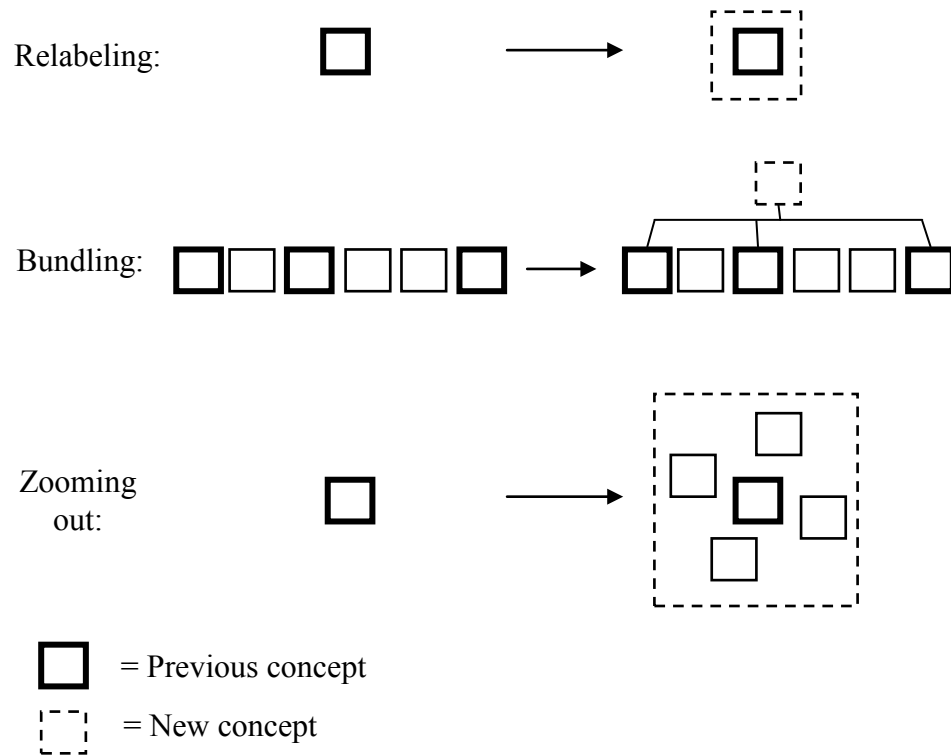 Relabeling:
Bundling:
Zooming
out:
= Previous concept
= New concept